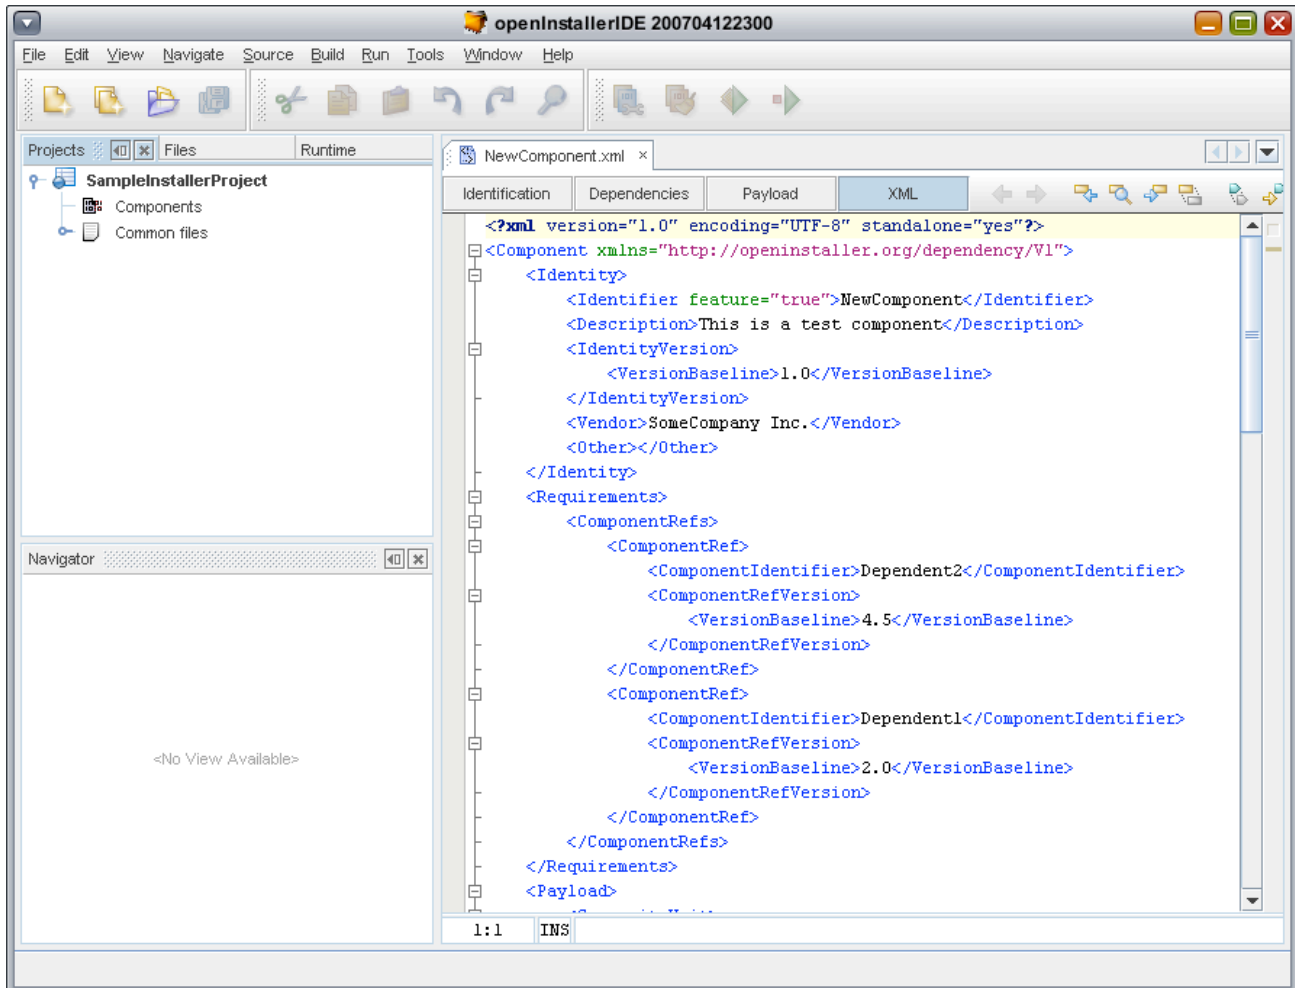 openInstallerIDE 200704122300
File Edit View Navigate Source Build Run Tools Window Help
Projects Files Runtime
SampleInstallerProject
Components
Common files
Navigator
<No View Available>
NewComponent.xml
Identification Dependencies Payload XML
<?xml version="1.0" encoding="UTF-8" standalone="yes"?>
<Component xmlns="http://openinstaller.org/dependency/V1">
<Identity>
<Identifier feature="true">NewComponent</Identifier>
<Description>This is a test component</Description>
<IdentityVersion>
<VersionBaseline>1.0</VersionBaseline>
</IdentityVersion>
<Vendor>SomeCompany Inc.</Vendor>
<Other></Other>
</Identity>
<Requirements>
<ComponentRefs>
<ComponentRef>
<ComponentIdentifier>Dependent2</ComponentIdentifier>
<ComponentRefVersion>
<VersionBaseline>4.5</VersionBaseline>
</ComponentRefVersion>
</ComponentRef>
<ComponentRef>
<ComponentIdentifier>Dependent1</ComponentIdentifier>
<ComponentRefVersion>
<VersionBaseline>2.0</VersionBaseline>
</ComponentRefVersion>
</ComponentRef>
</ComponentRefs>
</Requirements>
<Payload>
1:1 INS